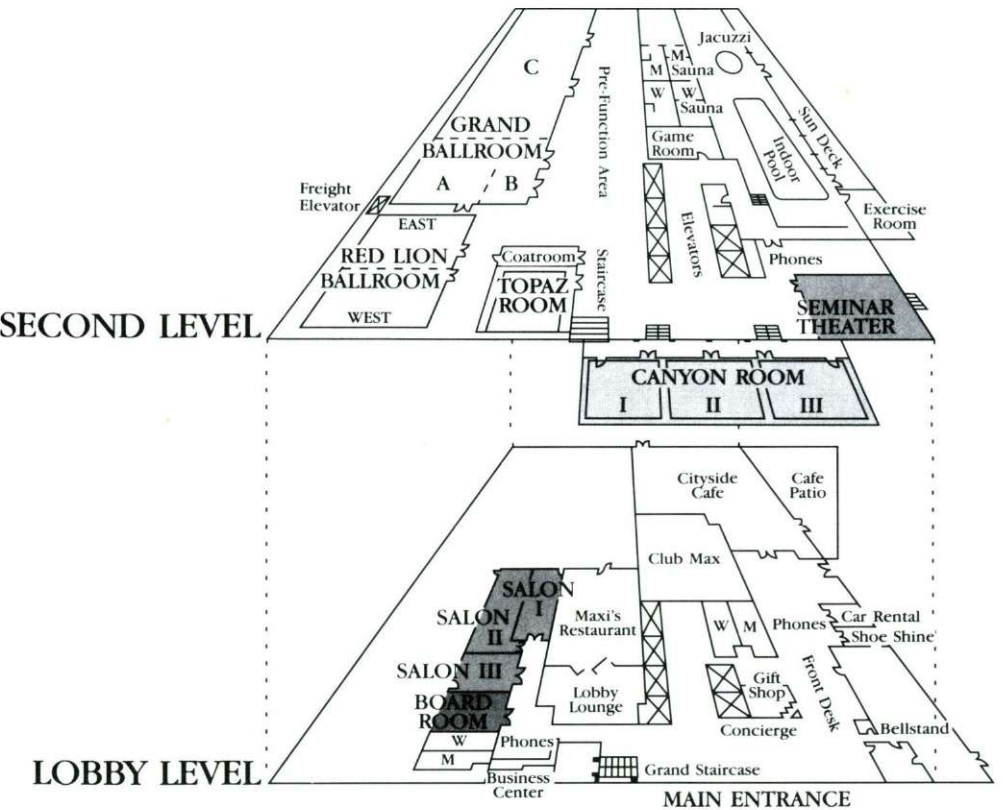 Jacuzzi
C
M
M
Sauna
W
W
Sauna
Pre-Function Area
Sun Deck
GRAND
BALLROOM
Game
Room
Indoor
Pool
A
B
Freight
Elevator
EAST
Exercise
Room
Elevators
RED LION
BALLROOM
Coatroom
Staircase
Phones
TOPAZ
ROOM
WEST
SEMINAR
THEATER
SECOND LEVEL
CANYON ROOM
I
II
III
Cityside
Cafe
Cafe
Patio
Club Max
SALON
I
SALON
II
Maxi's
Restaurant
W
M
Phones
Car Rental
Shoe Shine
SALON III
Front Desk
Gift
Shop
BOARD
ROOM
Lobby
Lounge
Concierge
Bellstand
W
M
Phones
LOBBY LEVEL
Business
Center
Grand Staircase
MAIN ENTRANCE